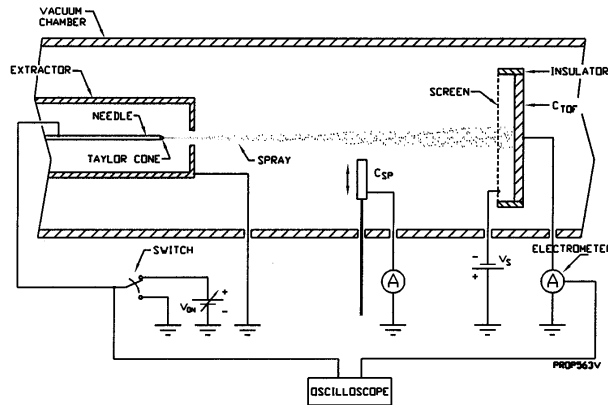 VACUUM
CHAMBER
EXTRACTOR
NEEDLE
TAYLOR CONE
SPRAY
SCREEN
INSULATOR
C TOF
C SP
SWITCH
V ON
+
-
A
-
+
V S
ELECTROMETER
A
PROP563V
OSCILLOSCOPE